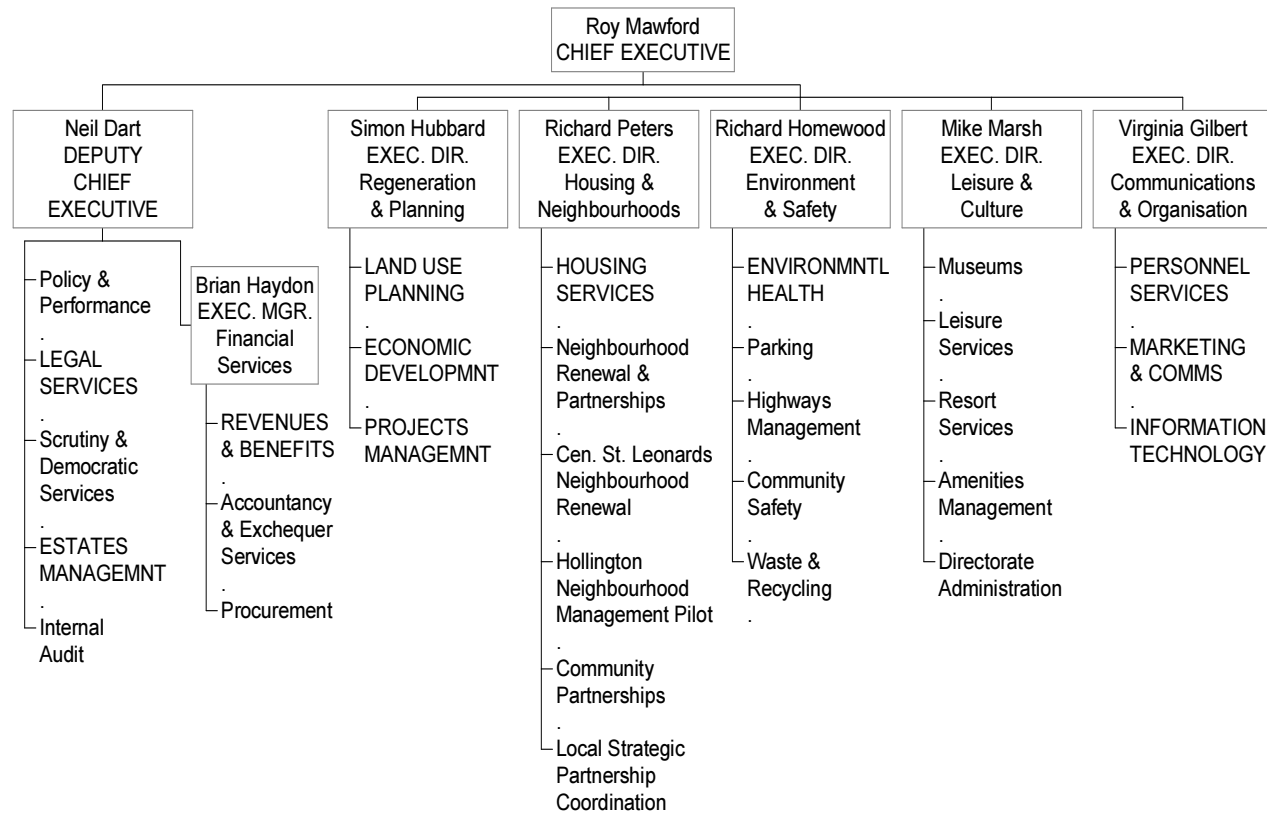 Roy Mawford
CHIEF EXECUTIVE
Neil Dart
DEPUTY
CHIEF
EXECUTIVE
Policy &
Performance
.
LEGAL
SERVICES
.
Scrutiny &
Democratic
Services
.
ESTATES
MANAGEMNT
.
Internal
Audit
Brian Haydon
EXEC. MGR.
Financial
Services
REVENUES
& BENEFITS
.
Accountancy
& Exchequer
Services
.
Procurement
Simon Hubbard
EXEC. DIR.
Regeneration
& Planning
LAND USE
PLANNING
.
ECONOMIC
DEVELOPMNT
.
PROJECTS
MANAGEMNT
Richard Peters
EXEC. DIR.
Housing &
Neighbourhoods
HOUSING
SERVICES
.
Neighbourhood
Renewal &
Partnerships
.
Cen. St. Leonards
Neighbourhood
Renewal
.
Hollington
Neighbourhood
Management Pilot
.
Community
Partnerships
.
Local Strategic
Partnership
Coordination
Richard Homewood
EXEC. DIR.
Environment
& Safety
ENVIRONMNTL
HEALTH
.
Parking
.
Highways
Management
.
Community
Safety
.
Waste &
Recycling
.
Mike Marsh
EXEC. DIR.
Leisure &
Culture
Museums
.
Leisure
Services
.
Resort
Services
.
Amenities
Management
.
Directorate
Administration
Virginia Gilbert
EXEC. DIR.
Communications
& Organisation
PERSONNEL
SERVICES
.
MARKETING
& COMMS
.
INFORMATION
TECHNOLOGY